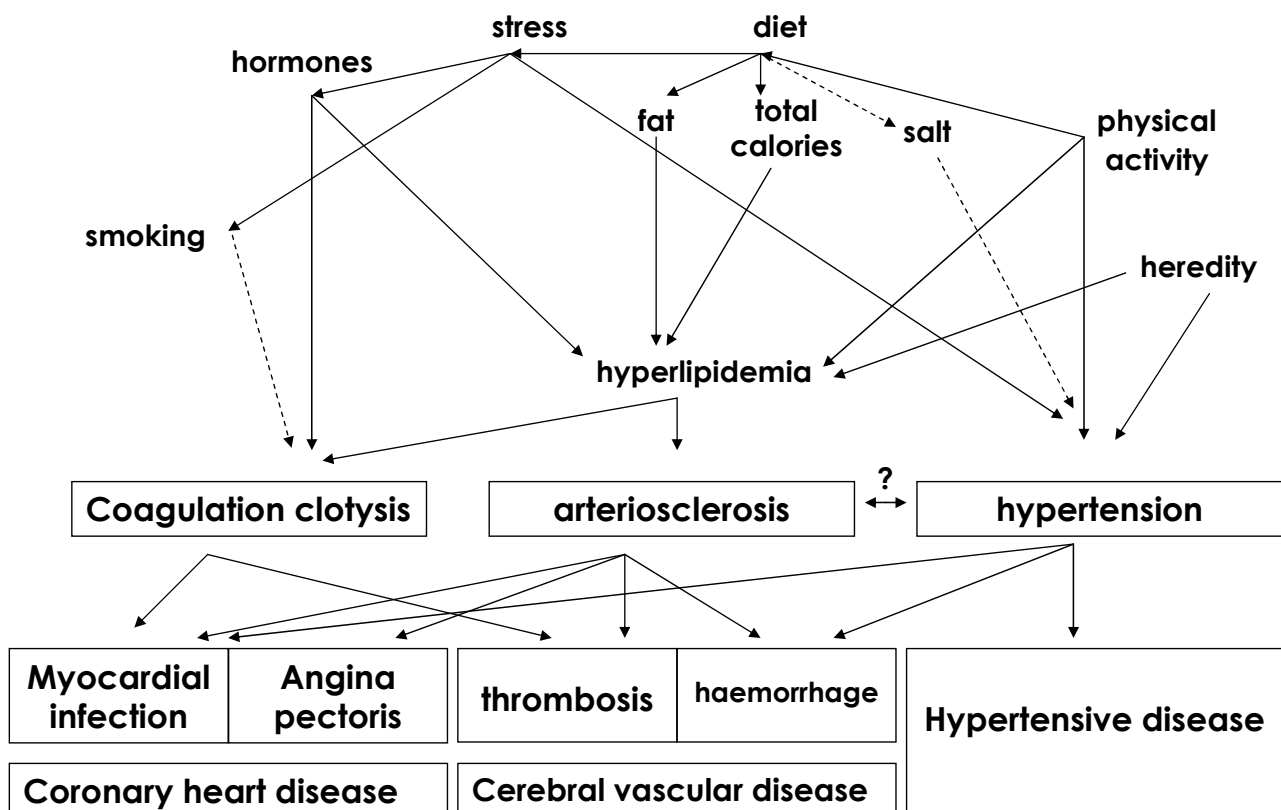 stress
diet
hormones
fat
total
calories
salt
physical
activity
smoking
heredity
hyperlipidemia
?
Coagulation clotysis
arteriosclerosis
hypertension
Myocardial
infection
Angina
pectoris
thrombosis
haemorrhage
Hypertensive disease
Coronary heart disease
Cerebral vascular disease